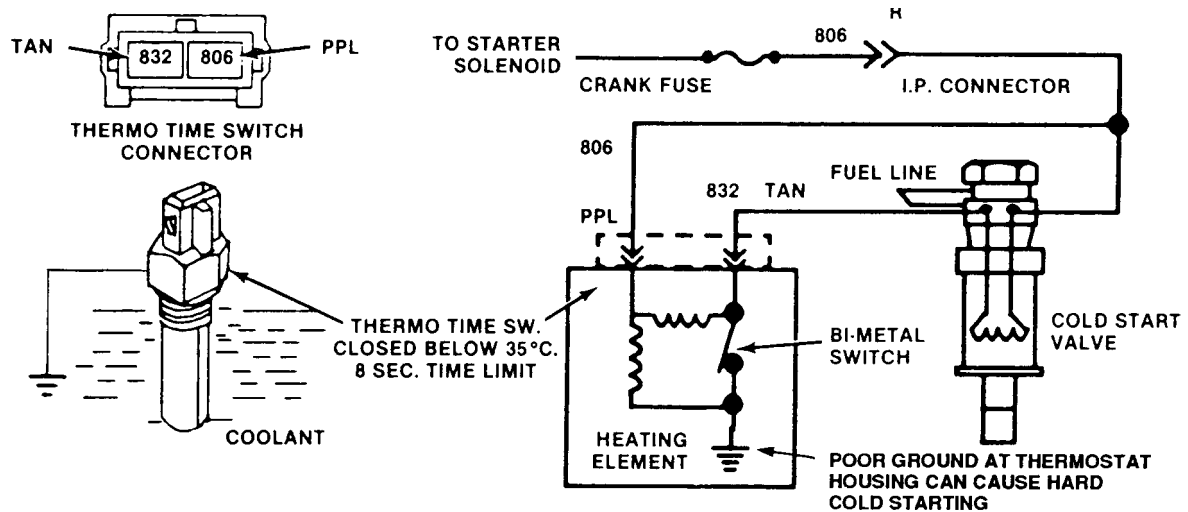 TAN
832
806
PPL
THERMO TIME SWITCH
CONNECTOR
TO STARTER
SOLENOID
CRANK FUSE
806
R
I.P. CONNECTOR
806
832 TAN
FUEL LINE
PPL
THERMO TIME SW.
CLOSED BELOW 35°C.
8 SEC. TIME LIMIT
COOLANT
BI-METAL
SWITCH
COLD START
VALVE
HEATING
ELEMENT
POOR GROUND AT THERMOSTAT
HOUSING CAN CAUSE HARD
COLD STARTING